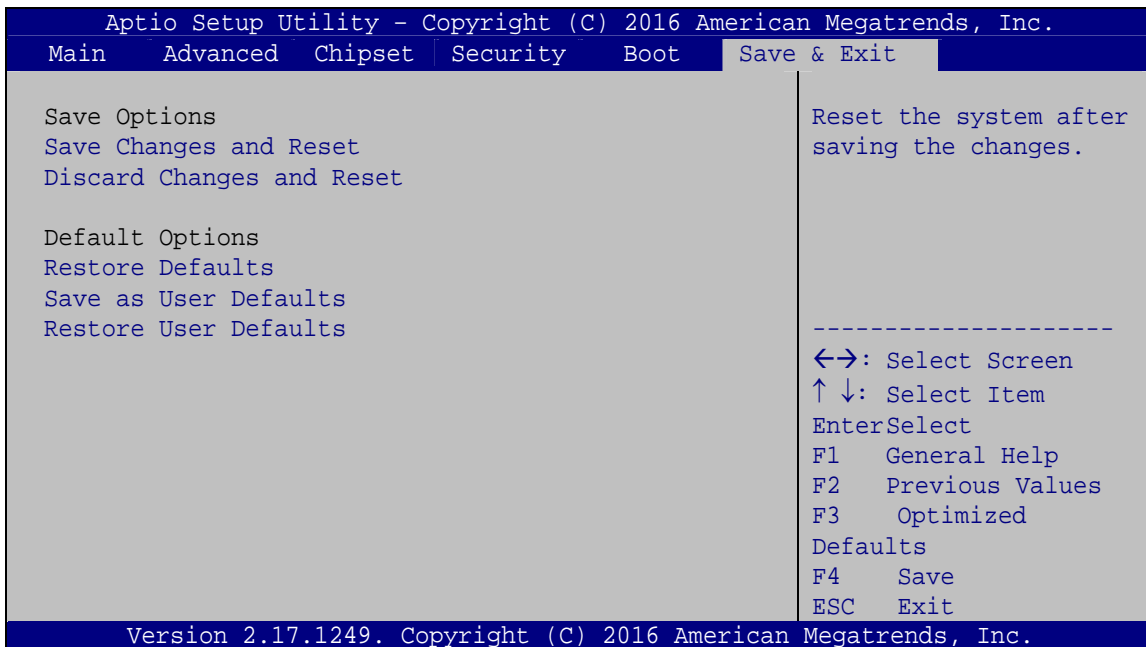 Aptio Setup Utility – Copyright (C) 2016 American Megatrends, Inc.
Main Advanced Chipset Security Boot Save & Exit
Save Options
Save Changes and Reset
Discard Changes and Reset
Default Options
Restore Defaults
Save as User Defaults
Restore User Defaults
Reset the system after
saving the changes.
---------------------
←→: Select Screen
↑ ↓: Select Item
EnterSelect
F1 General Help
F2 Previous Values
F3 Optimized
Defaults
F4 Save
ESC Exit
Version 2.17.1249. Copyright (C) 2016 American Megatrends, Inc.